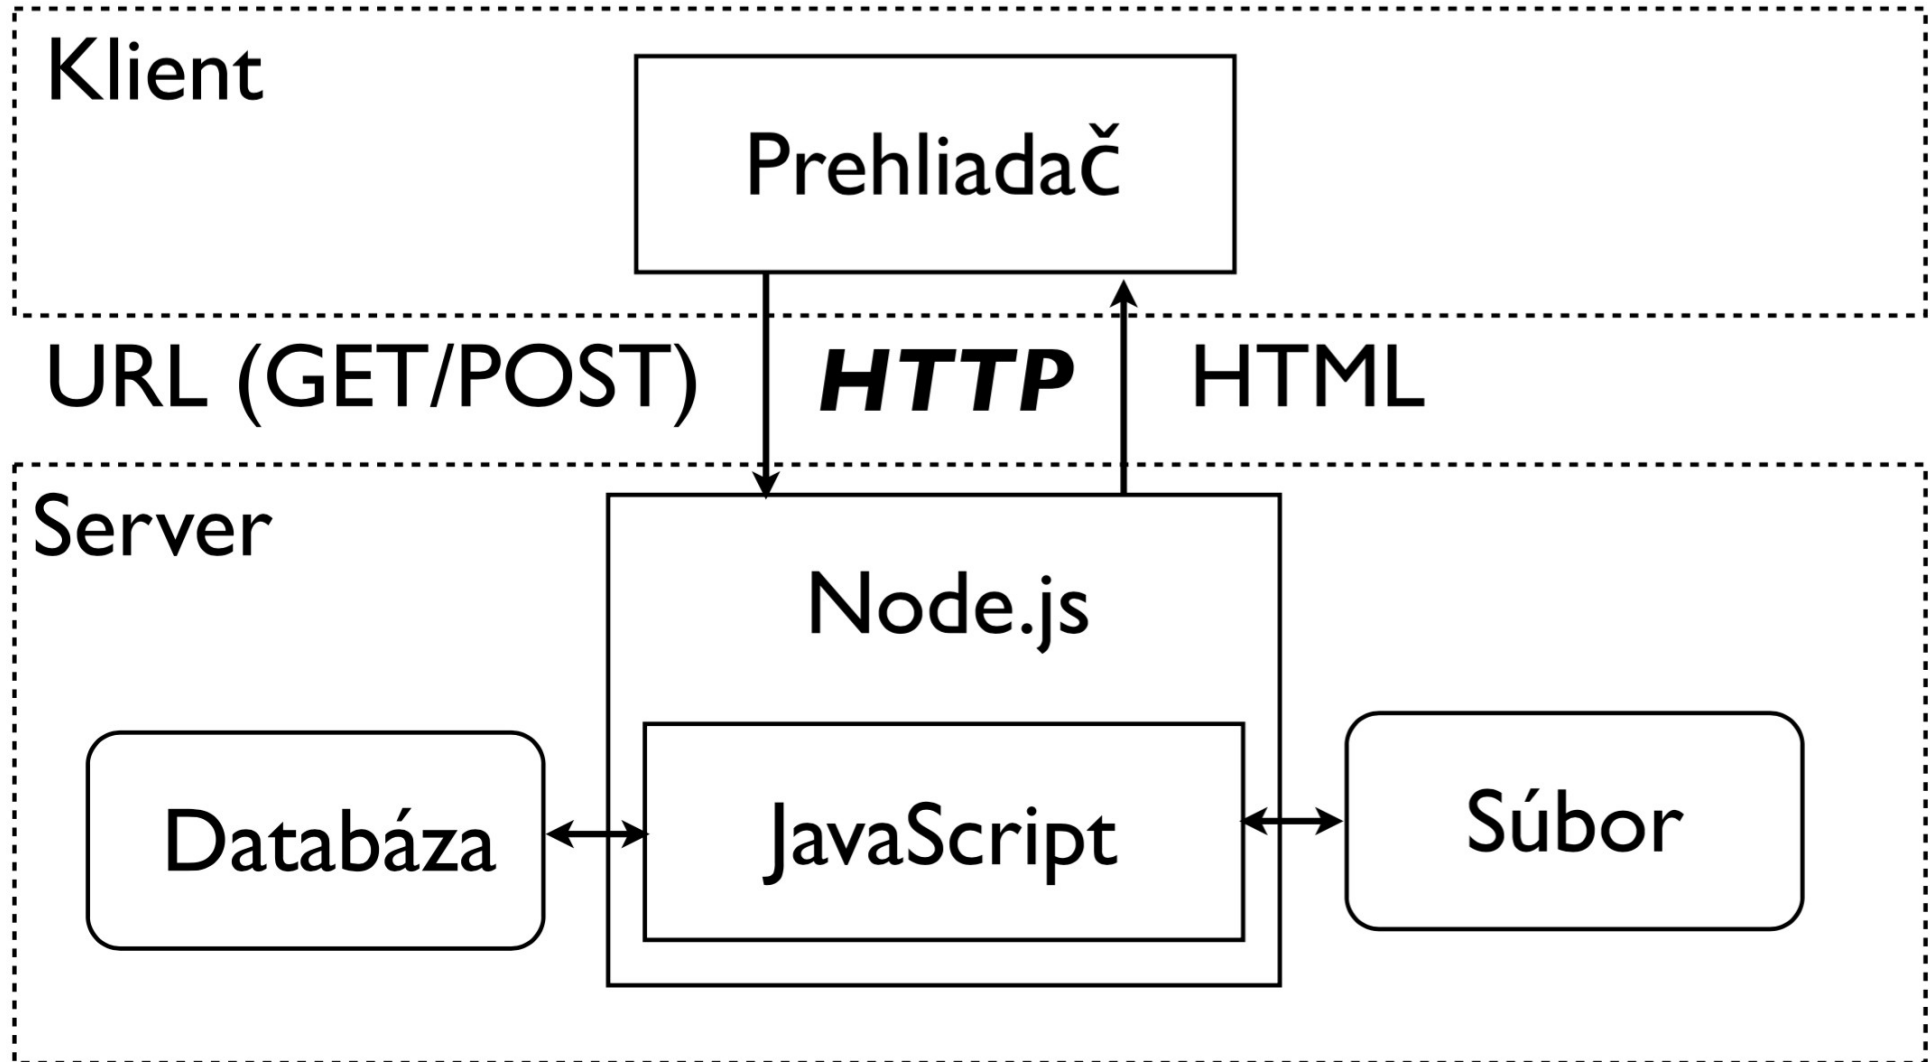 Klient
Prehliadač
URL (GET/POST)
HTTP
HTML
Server
Node.js
Databáza
JavaScript
Súbor